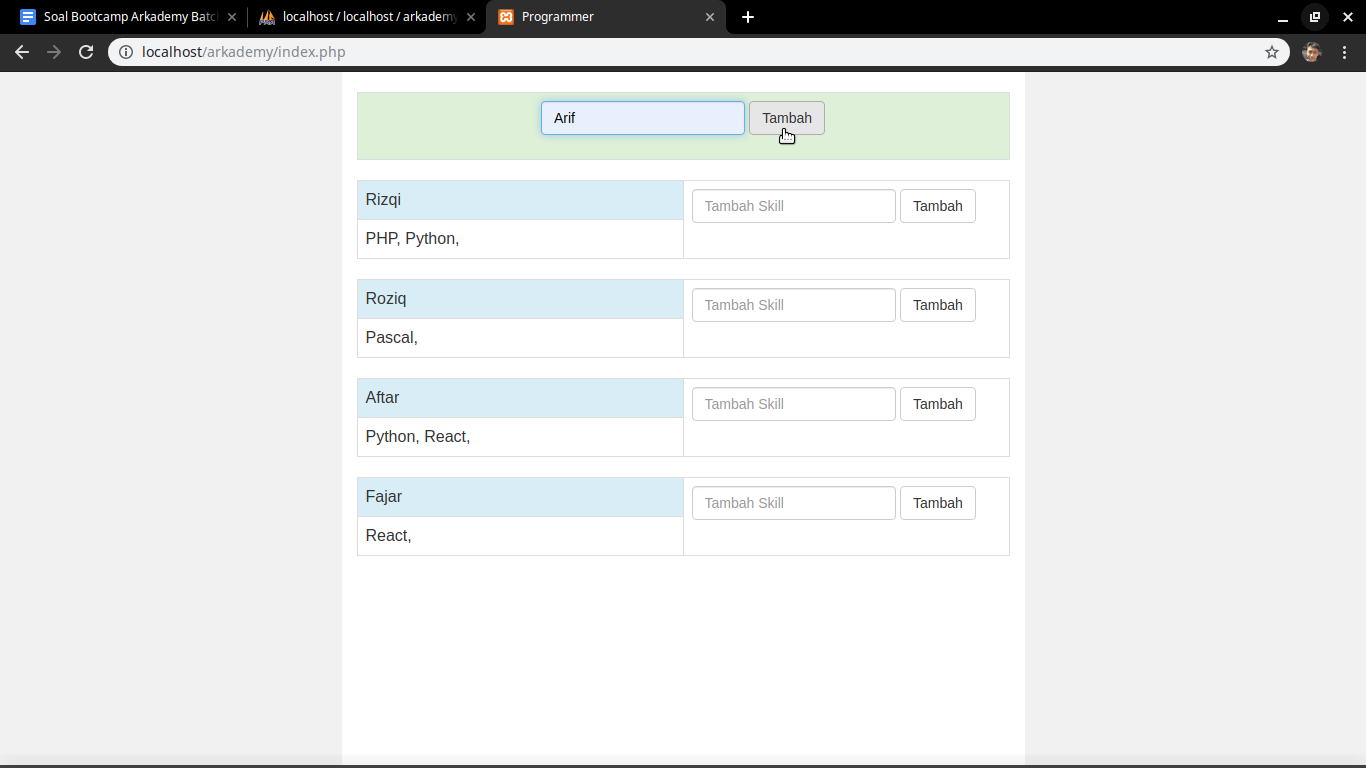 Soal Bootcamp Arkademy Batc
localhost / localhost / arkademy
Programmer
localhost/arkademy/index.php
Arif Tambah
Rizqi Tambah Skill Tambah
PHP, Python,
Roziq Tambah Skill Tambah
Pascal,
Aftar Tambah Skill Tambah
Python, React,
Fajar Tambah Skill Tambah
React,